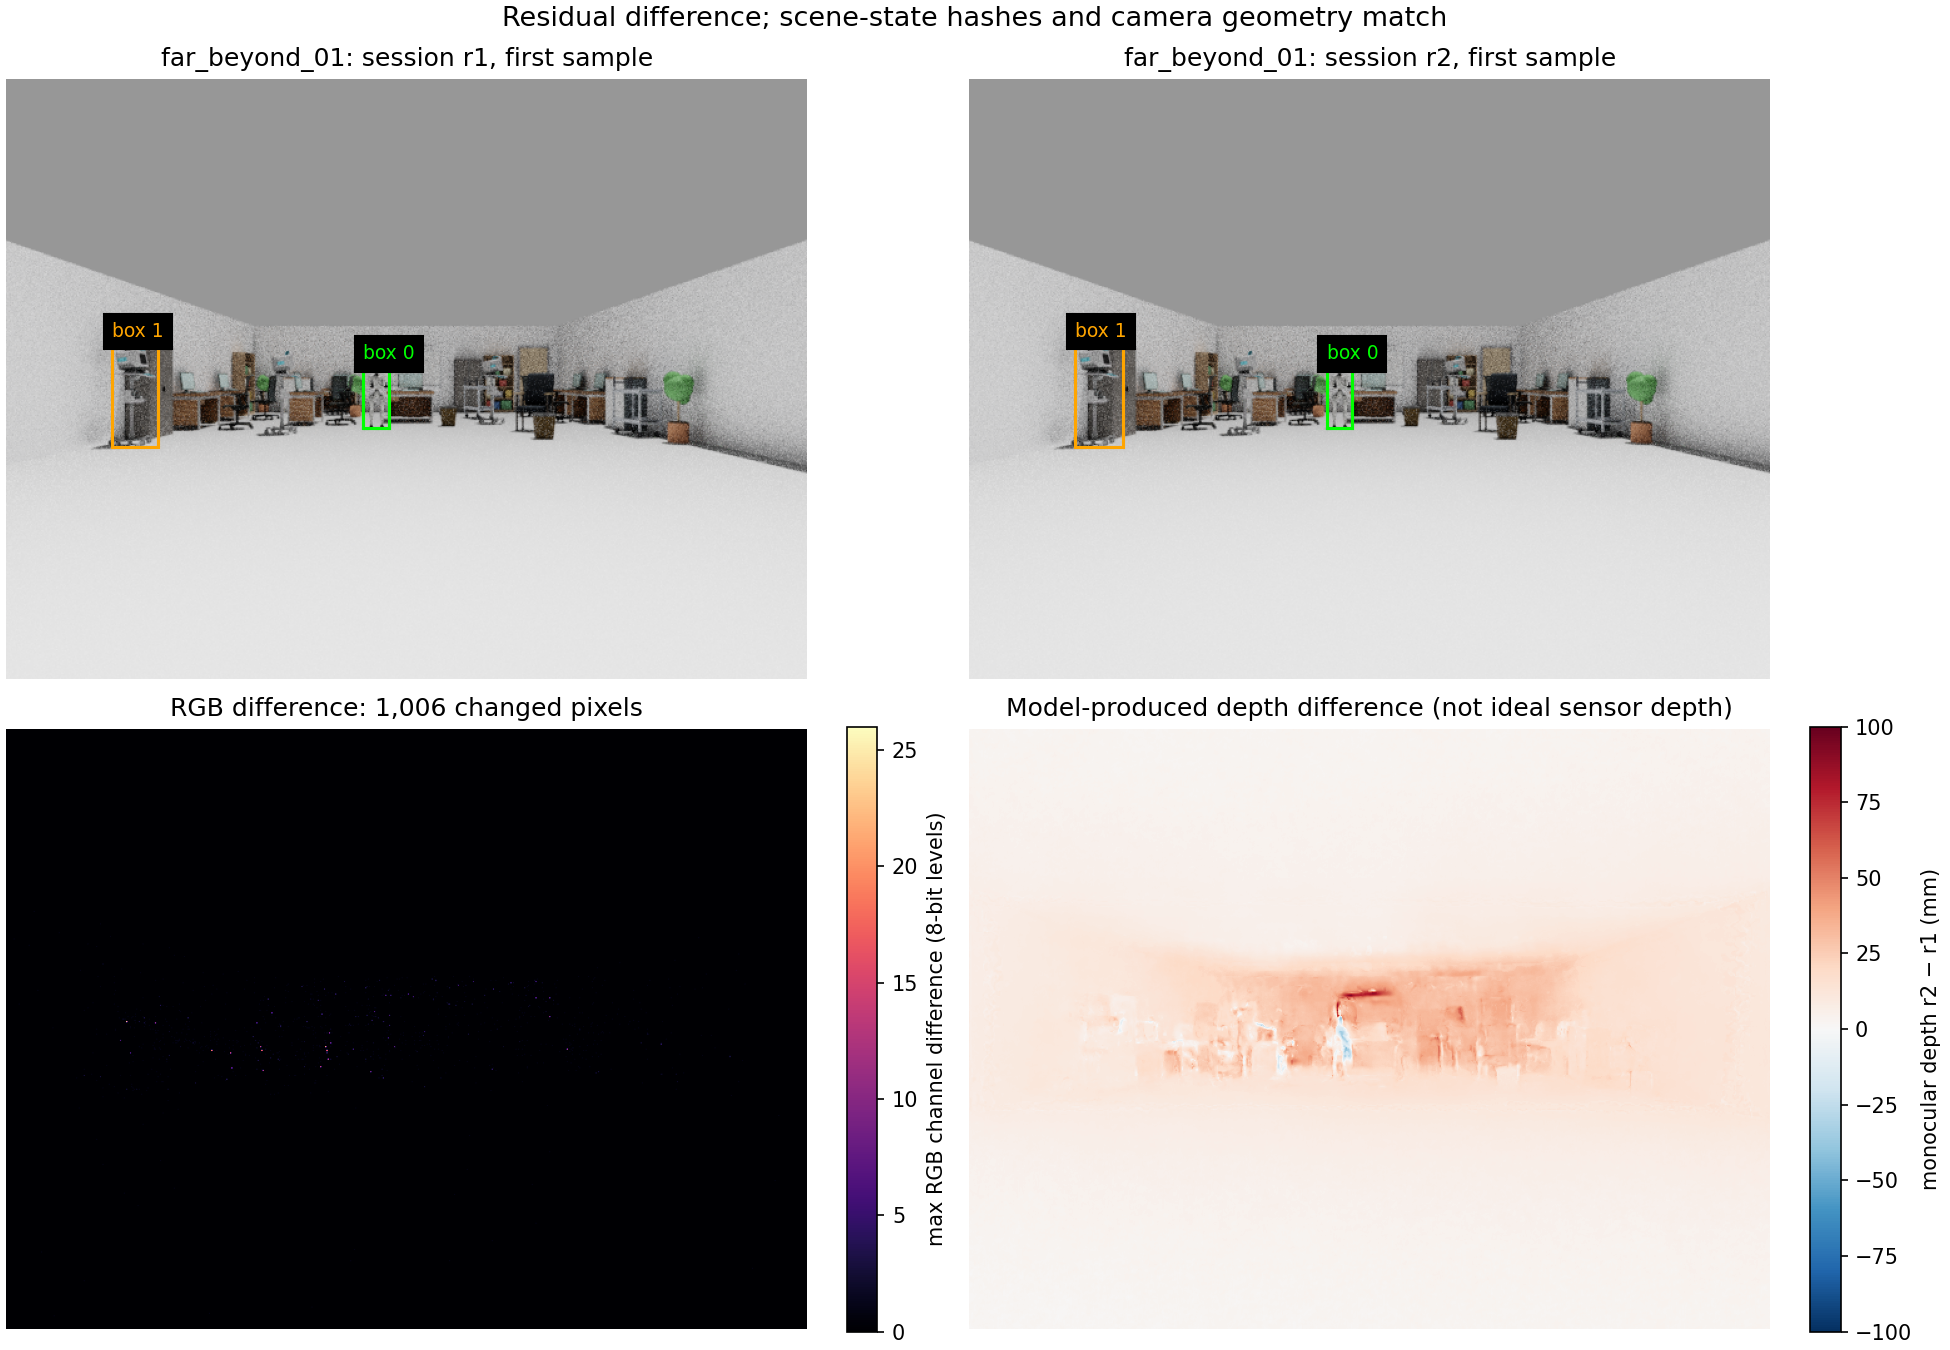 Residual difference; scene-state hashes and camera geometry match
far_beyond_01: session r1, first sample
far_beyond_01: session r2, first sample
box 1
box 0
box 1
box 0
RGB difference: 1,006 changed pixels
Model-produced depth difference (not ideal sensor depth)
25
20
15
10
5
0
max RGB channel difference (8-bit levels)
100
75
50
25
0
−25
−50
−75
−100
monocular depth r2 − r1 (mm)